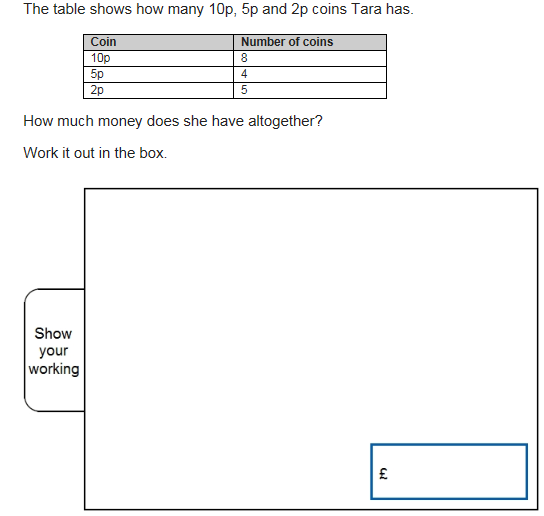 The table shows how many 10p, 5p and 2p coins Tara has.
Coin Number of coins
10p 8
5p 4
2p 5
How much money does she have altogether?
Work it out in the box.
Show
your
working
£